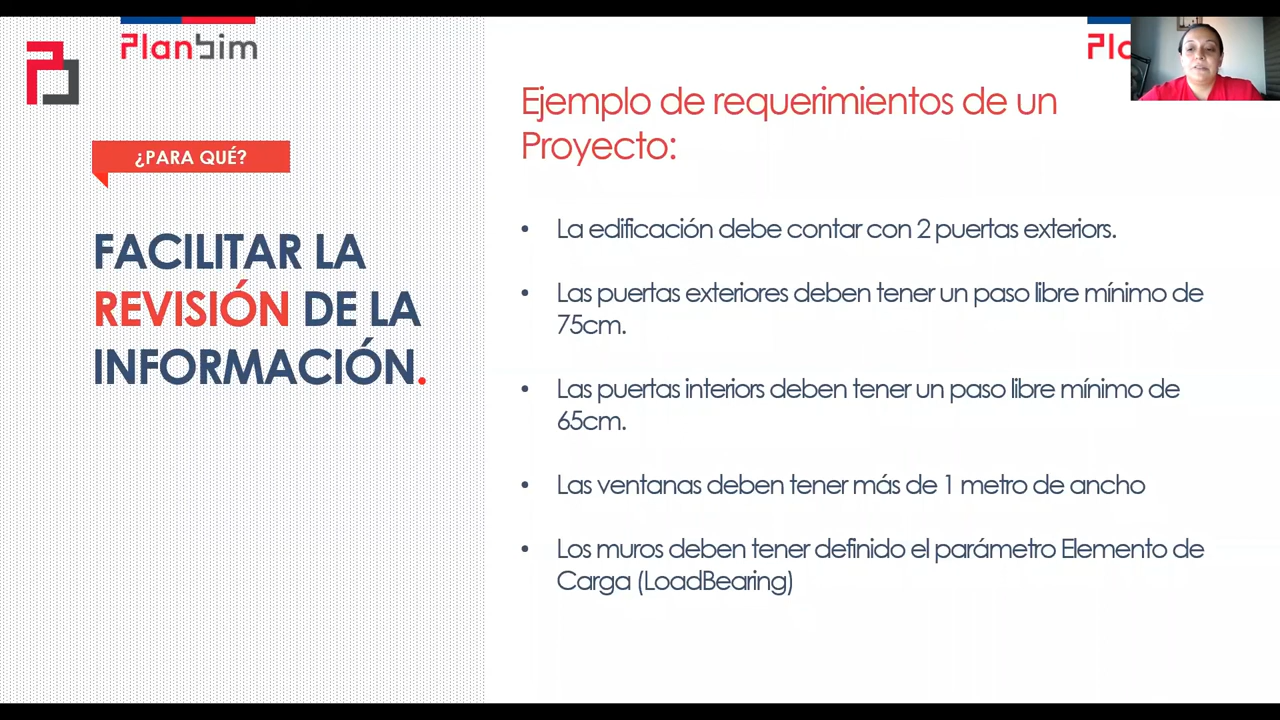 Planbim
Pla
¿PARA QUÉ?
FACILITAR LA
REVISIÓN DE LA
INFORMACIÓN.
Ejemplo de requerimientos de un
Proyecto:
• La edificación debe contar con 2 puertas exteriors.
• Las puertas exteriores deben tener un paso libre mínimo de
75cm.
• Las puertas interiors deben tener un paso libre mínimo de
65cm.
• Las ventanas deben tener más de 1 metro de ancho
• Los muros deben tener definido el parámetro Elemento de
Carga (LoadBearing)